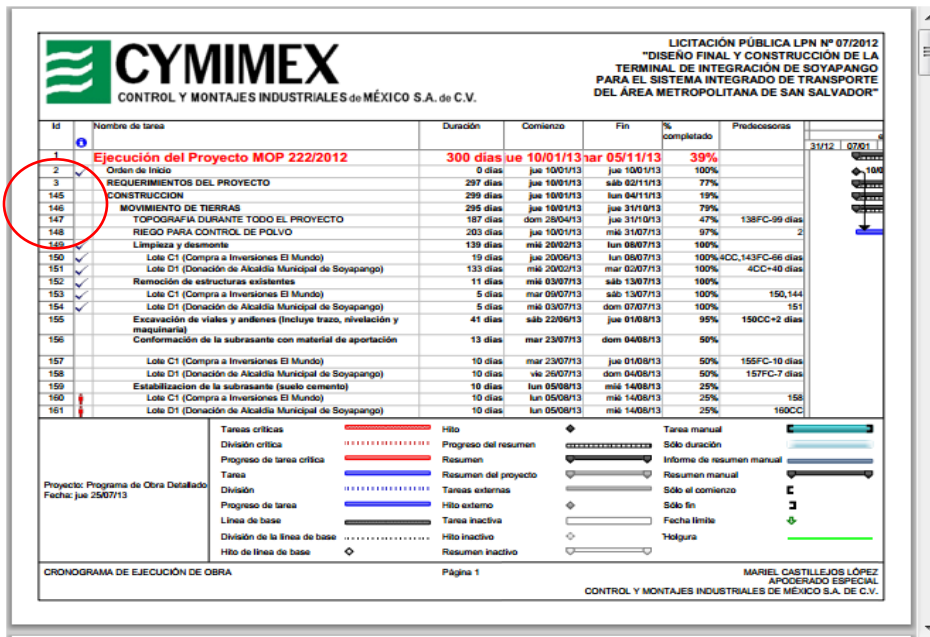 CYMIMEX
CONTROL Y MONTAJES INDUSTRIALES de MÉXICO S.A. de C.V.
LICITACIÓN PÚBLICA LPN Nº 07/2012
"DISEÑO FINAL Y CONSTRUCCIÓN DE LA
TERMINAL DE INTEGRACIÓN DE SOYAPANGO
PARA EL SISTEMA INTEGRADO DE TRANSPORTE
DEL ÁREA METROPOLITANA DE SAN SALVADOR"
Id Nombre de tarea Duración Comienzo Fin % completado Predecesoras
31/12 07/01
1 Ejecución del Proyecto MOP 222/2012 300 días ue 10/01/13 mar 05/11/13 39%
2 Orden de Inicio 0 días jue 10/01/13 jue 10/01/13 100% 10/0
3 REQUERIMIENTOS DEL PROYECTO 297 días jue 10/01/13 sáb 02/11/13 77%
145 CONSTRUCCION 299 días jue 10/01/13 lun 04/11/13 19%
146 MOVIMIENTO DE TIERRAS 295 días jue 10/01/13 jue 31/10/13 79%
147 TOPOGRAFIA DURANTE TODO EL PROYECTO 187 días dom 28/04/13 jue 31/10/13 47% 138FC-99 días
148 RIEGO PARA CONTROL DE POLVO 203 días jue 10/01/13 mié 31/07/13 97% 2
149 Limpieza y desmonte 139 días mié 20/02/13 lun 08/07/13 100%
150 Lote C1 (Compra a Inversiones El Mundo) 19 días jue 20/06/13 lun 08/07/13 100% 4CC,143FC-66 días
151 Lote D1 (Donación de Alcaldía Municipal de Soyapango) 133 días mié 20/02/13 mar 02/07/13 100% 4CC+40 días
152 Remoción de estructuras existentes 11 días mié 03/07/13 sáb 13/07/13 100%
153 Lote C1 (Compra a Inversiones El Mundo) 5 días mar 09/07/13 sáb 13/07/13 100% 150,144
154 Lote D1 (Donación de Alcaldía Municipal de Soyapango) 5 días mié 03/07/13 dom 07/07/13 100% 151
155 Excavación de viales y andenes (Incluye trazo, nivelación y 41 días sáb 22/06/13 jue 01/08/13 95% 150CC+2 días
maquinaria)
156 Conformación de la subrasante con material de aportación 13 días mar 23/07/13 dom 04/08/13 50%
157 Lote C1 (Compra a Inversiones El Mundo) 10 días mar 23/07/13 jue 01/08/13 50% 155FC-10 días
158 Lote D1 (Donación de Alcaldía Municipal de Soyapango) 10 días vie 26/07/13 dom 04/08/13 50% 157FC-7 días
159 Estabilizacion de la subrasante (suelo cemento) 10 días lun 05/08/13 mié 14/08/13 25%
160 Lote C1 (Compra a Inversiones El Mundo) 10 días lun 05/08/13 mié 14/08/13 25% 158
161 Lote D1 (Donación de Alcaldía Municipal de Soyapango) 10 días lun 05/08/13 mié 14/08/13 25% 160CC
Proyecto: Programa de Obra Detallado
Fecha: jue 25/07/13
Tareas críticas
División crítica
Progreso de tarea crítica
Tarea
División
Progreso de tarea
Línea de base
División de la línea de base
Hito de línea de base
Hito
Progreso del resumen
Resumen
Resumen del proyecto
Tareas externas
Hito externo
Tarea inactiva
Hito inactivo
Resumen inactivo
Tarea manual
Sólo duración
Informe de resumen manual
Resumen manual
Sólo el comienzo
Sólo fin
Fecha límite
Holgura
CRONOGRAMA DE EJECUCIÓN DE OBRA
Página 1
MARIEL CASTILLEJOS LÓPEZ
APODERADO ESPECIAL
CONTROL Y MONTAJES INDUSTRIALES DE MÉXICO S.A. DE C.V.